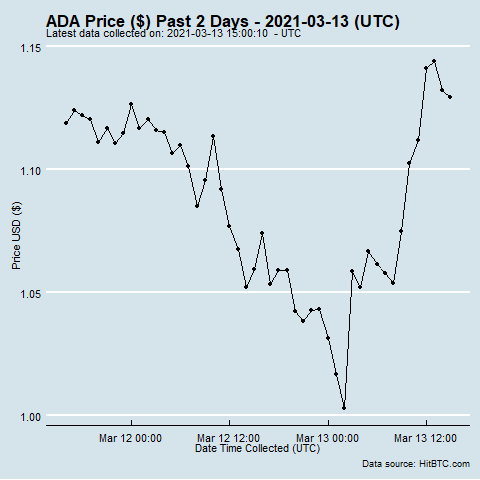 ADA Price ($) Past 2 Days - 2021-03-13 (UTC)
Latest data collected on: 2021-03-13 15:00:10 - UTC
1.15
1.10
1.05
1.00
Price USD ($)
Mar 12 00:00 Mar 12 12:00 Mar 13 00:00 Mar 13 12:00
Date Time Collected (UTC)
Data source: HitBTC.com